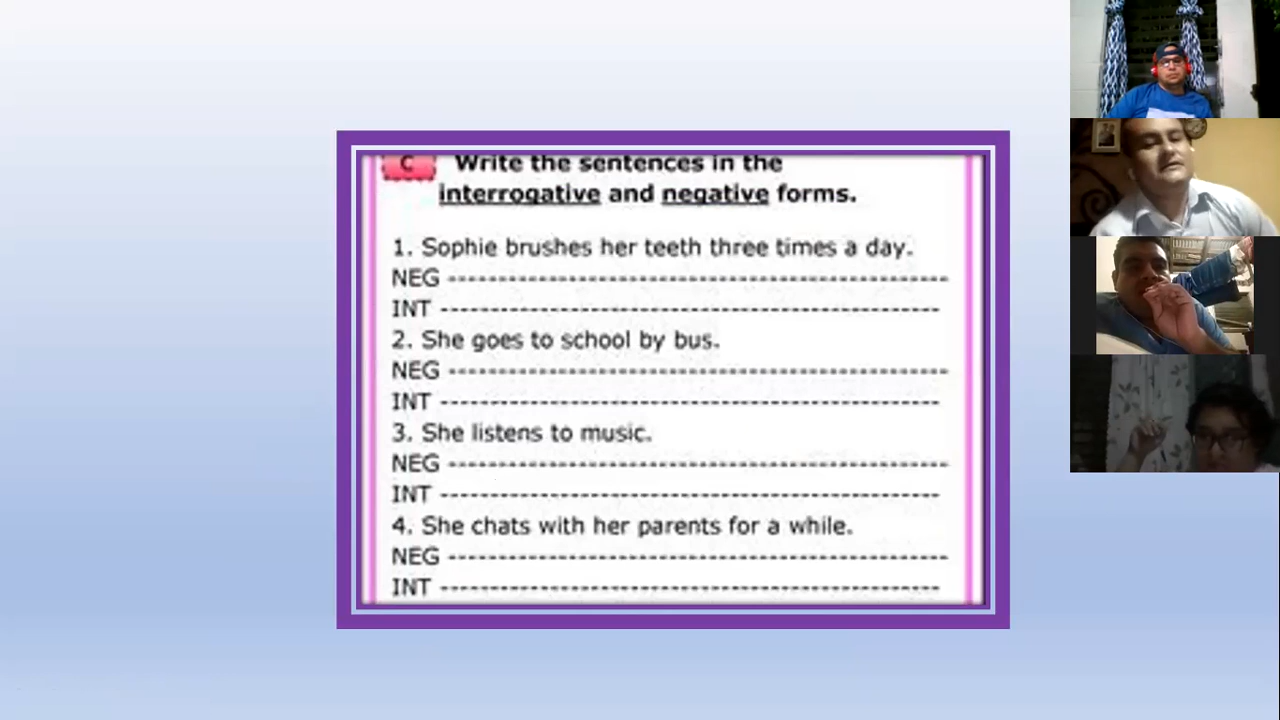 C Write the sentences in the
interrogative and negative forms.
1. Sophie brushes her teeth three times a day.
NEG ------------------------------------------------
INT ------------------------------------------------
2. She goes to school by bus.
NEG ------------------------------------------------
INT ------------------------------------------------
3. She listens to music.
NEG ------------------------------------------------
INT ------------------------------------------------
4. She chats with her parents for a while.
NEG ------------------------------------------------
INT ------------------------------------------------